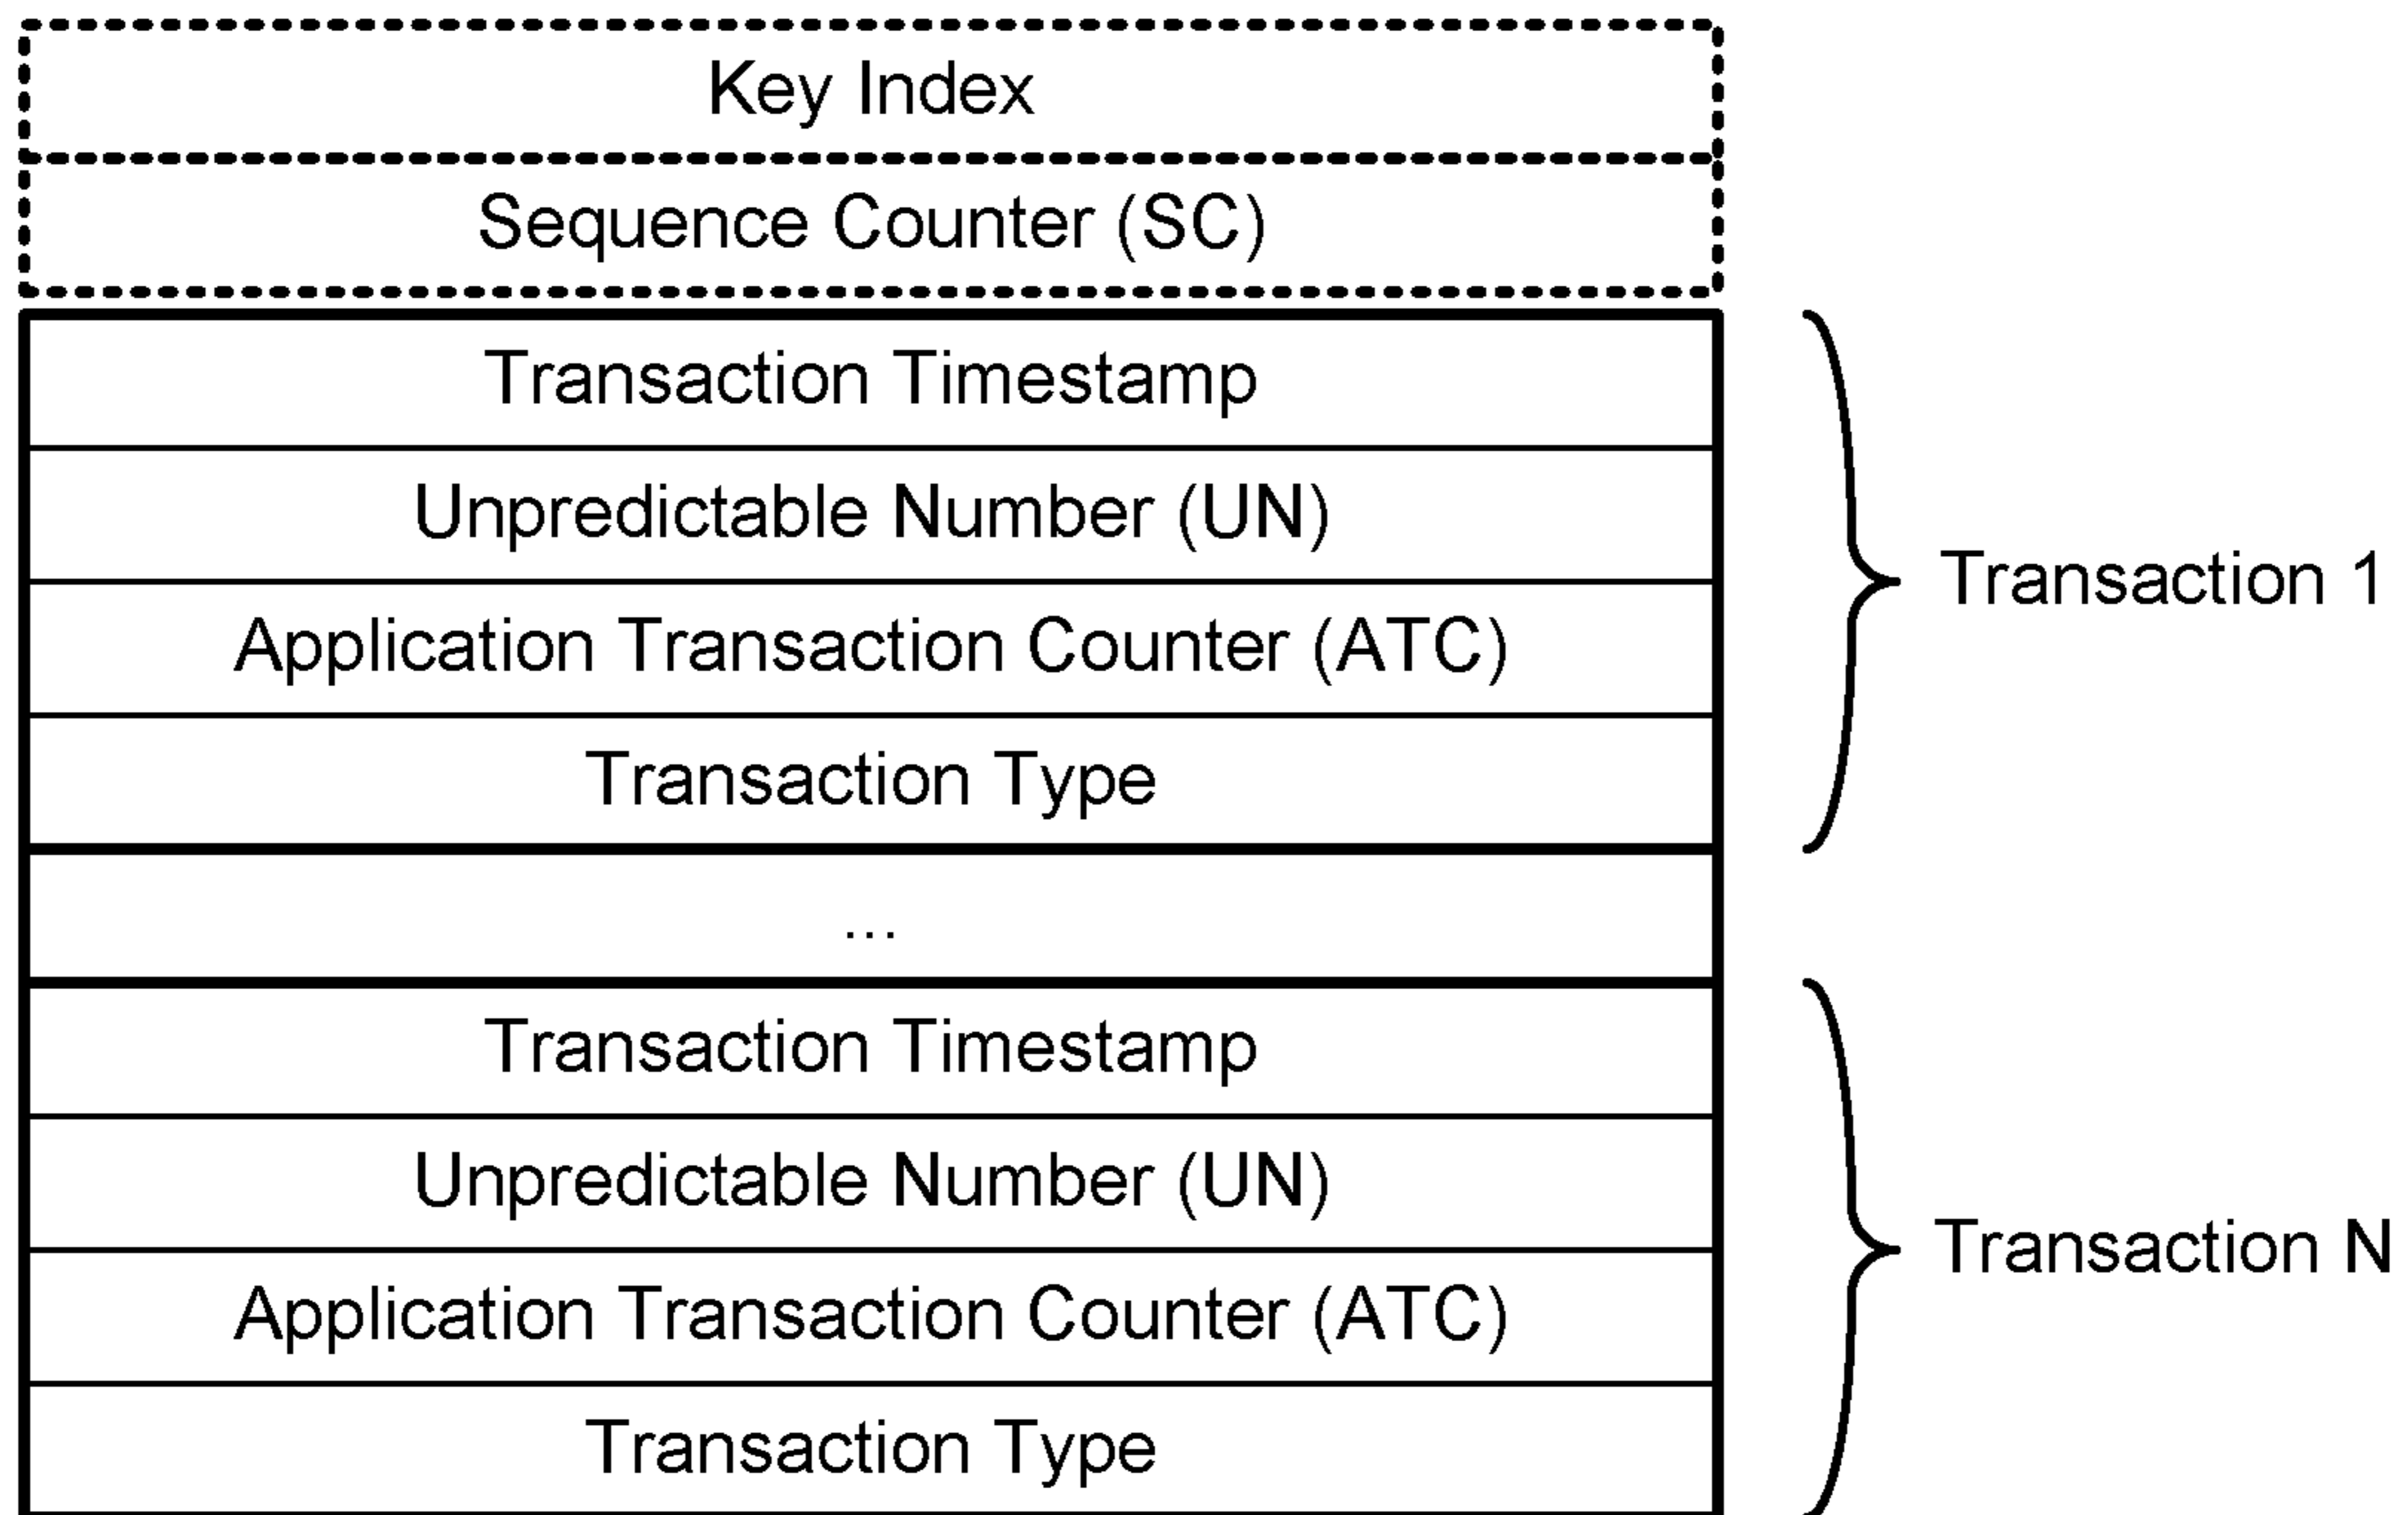 Key Index
Sequence Counter (SC)
Transaction Timestamp
Unpredictable Number (UN)
Application Transaction Counter (ATC)
Transaction Type
Transaction 1
...
Transaction Timestamp
Unpredictable Number (UN)
Application Transaction Counter (ATC)
Transaction Type
Transaction N